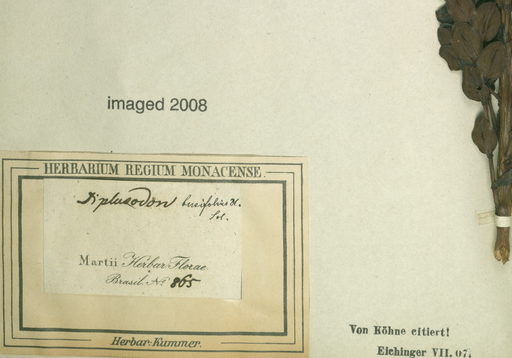 imaged 2008
HERBARIUM REGIUM MONACENSE.
Diplusodon
Martii Herbar. Florae
Brasil. No. 865
Herbar. Kummer.
Von Köhne citiert!
Eichinger VII. 07.